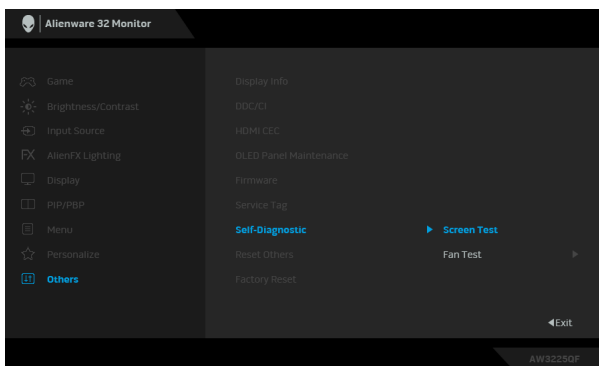 Alienware 32 Monitor
Game
Brightness/Contrast
Input Source
FX AlienFX Lighting
Display
PIP/PBP
Menu
Personalize
Others
Display Info
DDC/CI
HDMI CEC
OLED Panel Maintenance
Firmware
Service Tag
Self-Diagnostic
Reset Others
Factory Reset
Screen Test
Fan Test
Exit
AW3225QF